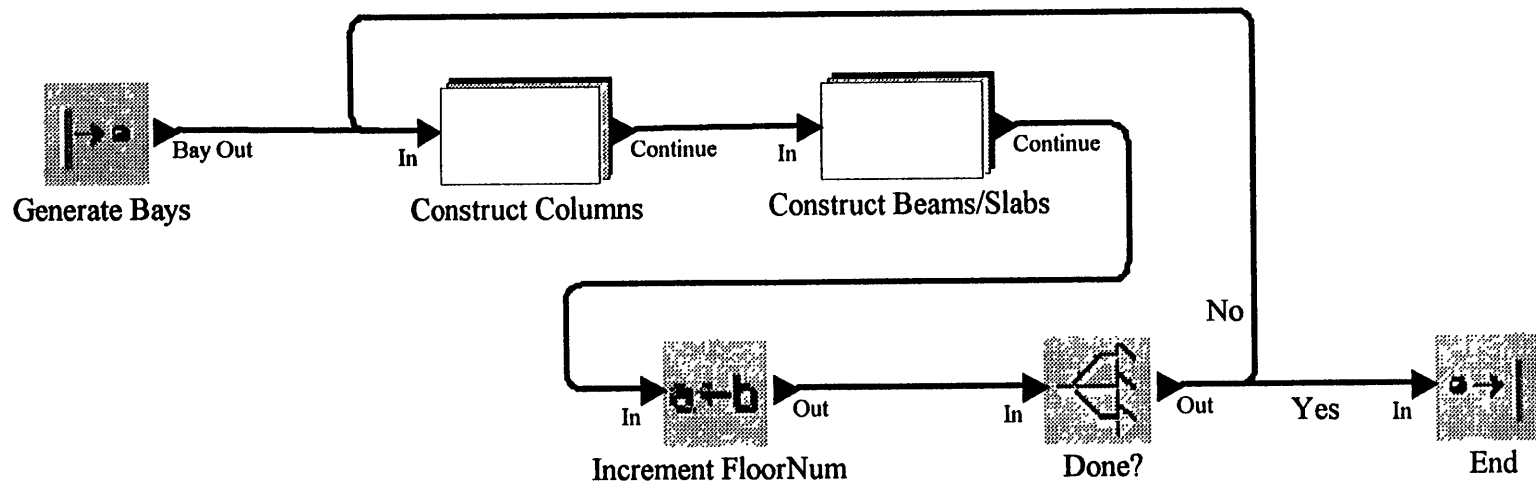 Bay Out
In
Continue
In
Continue
Generate Bays
Construct Columns
Construct Beams/Slabs
No
a←b
In
Out
In
Out
Yes
In
a→|
|→a
Increment FloorNum
Done?
End